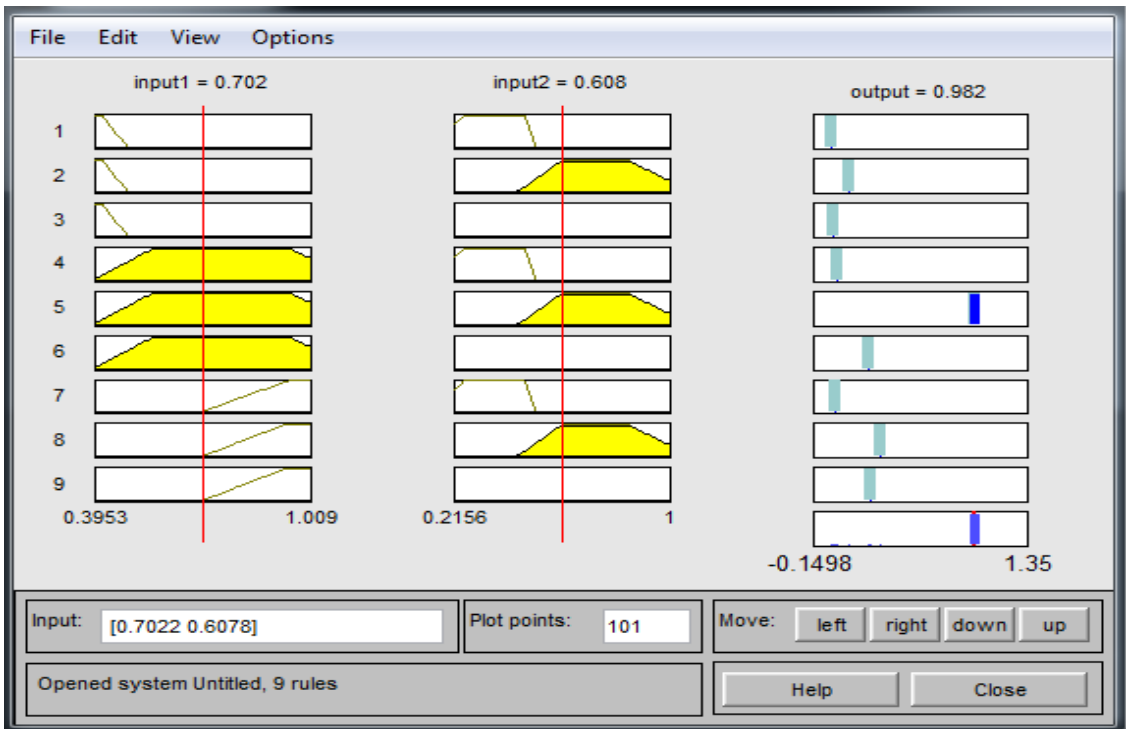 File Edit View Options
input1 = 0.702 input2 = 0.608 output = 0.982
1
2
3
4
5
6
7
8
9
0.3953 1.009 0.2156 1
-0.1498 1.35
Input: [0.7022 0.6078] Plot points: 101 Move: left right down up
Opened system Untitled, 9 rules Help Close